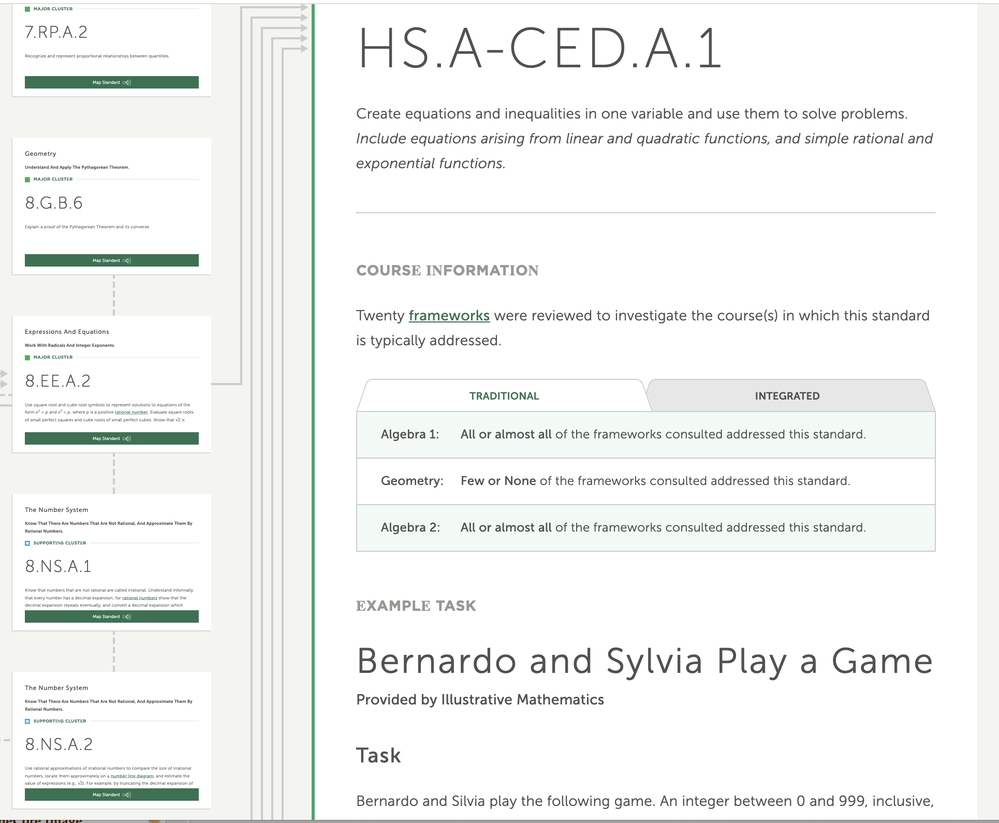 MAJOR CLUSTER
7.RP.A.2
Recognize and represent proportional relationships between quantities.
Map Standard
Geometry
Understand And Apply The Pythagorean Theorem.
MAJOR CLUSTER
8.G.B.6
Explain a proof of the Pythagorean Theorem and its converse.
Map Standard
Expressions And Equations
Work With Radicals And Integer Exponents.
MAJOR CLUSTER
8.EE.A.2
Use square root and cube root symbols to represent solutions to equations of the
form x² = p and x³ = p, where p is a positive rational number. Evaluate square roots
of small perfect squares and cube roots of small perfect cubes. Know that √2 is
Map Standard
The Number System
Know That There Are Numbers That Are Not Rational, And Approximate Them By
Rational Numbers.
SUPPORTING CLUSTER
8.NS.A.1
Know that numbers that are not rational are called irrational. Understand informally
that every number has a decimal expansion; for rational numbers show that the
decimal expansion repeats eventually, and convert a decimal expansion which
Map Standard
The Number System
Know That There Are Numbers That Are Not Rational, And Approximate Them By
Rational Numbers.
SUPPORTING CLUSTER
8.NS.A.2
Use rational approximations of irrational numbers to compare the size of irrational
numbers, locate them approximately on a number line diagram, and estimate the
value of expressions (e.g., √2). For example, by truncating the decimal expansion of
Map Standard
HS.A-CED.A.1
Create equations and inequalities in one variable and use them to solve problems.
Include equations arising from linear and quadratic functions, and simple rational and
exponential functions.
COURSE INFORMATION
Twenty frameworks were reviewed to investigate the course(s) in which this standard
is typically addressed.
TRADITIONAL
INTEGRATED
Algebra 1: All or almost all of the frameworks consulted addressed this standard.
Geometry: Few or None of the frameworks consulted addressed this standard.
Algebra 2: All or almost all of the frameworks consulted addressed this standard.
EXAMPLE TASK
Bernardo and Sylvia Play a Game
Provided by Illustrative Mathematics
Task
Bernardo and Silvia play the following game. An integer between 0 and 999, inclusive,